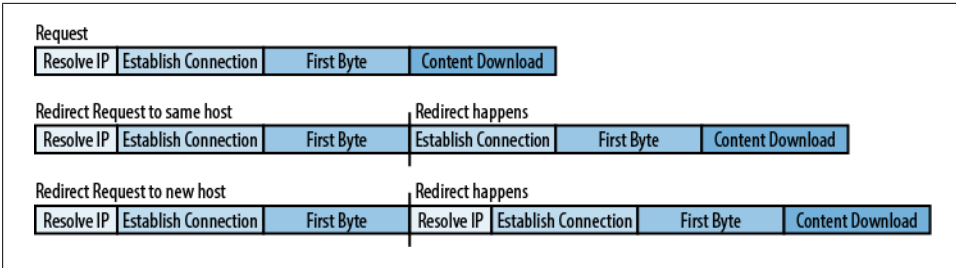 Request
Resolve IP Establish Connection First Byte Content Download
Redirect Request to same host Redirect happens
Resolve IP Establish Connection First Byte Establish Connection First Byte Content Download
Redirect Request to new host Redirect happens
Resolve IP Establish Connection First Byte Resolve IP Establish Connection First Byte Content Download